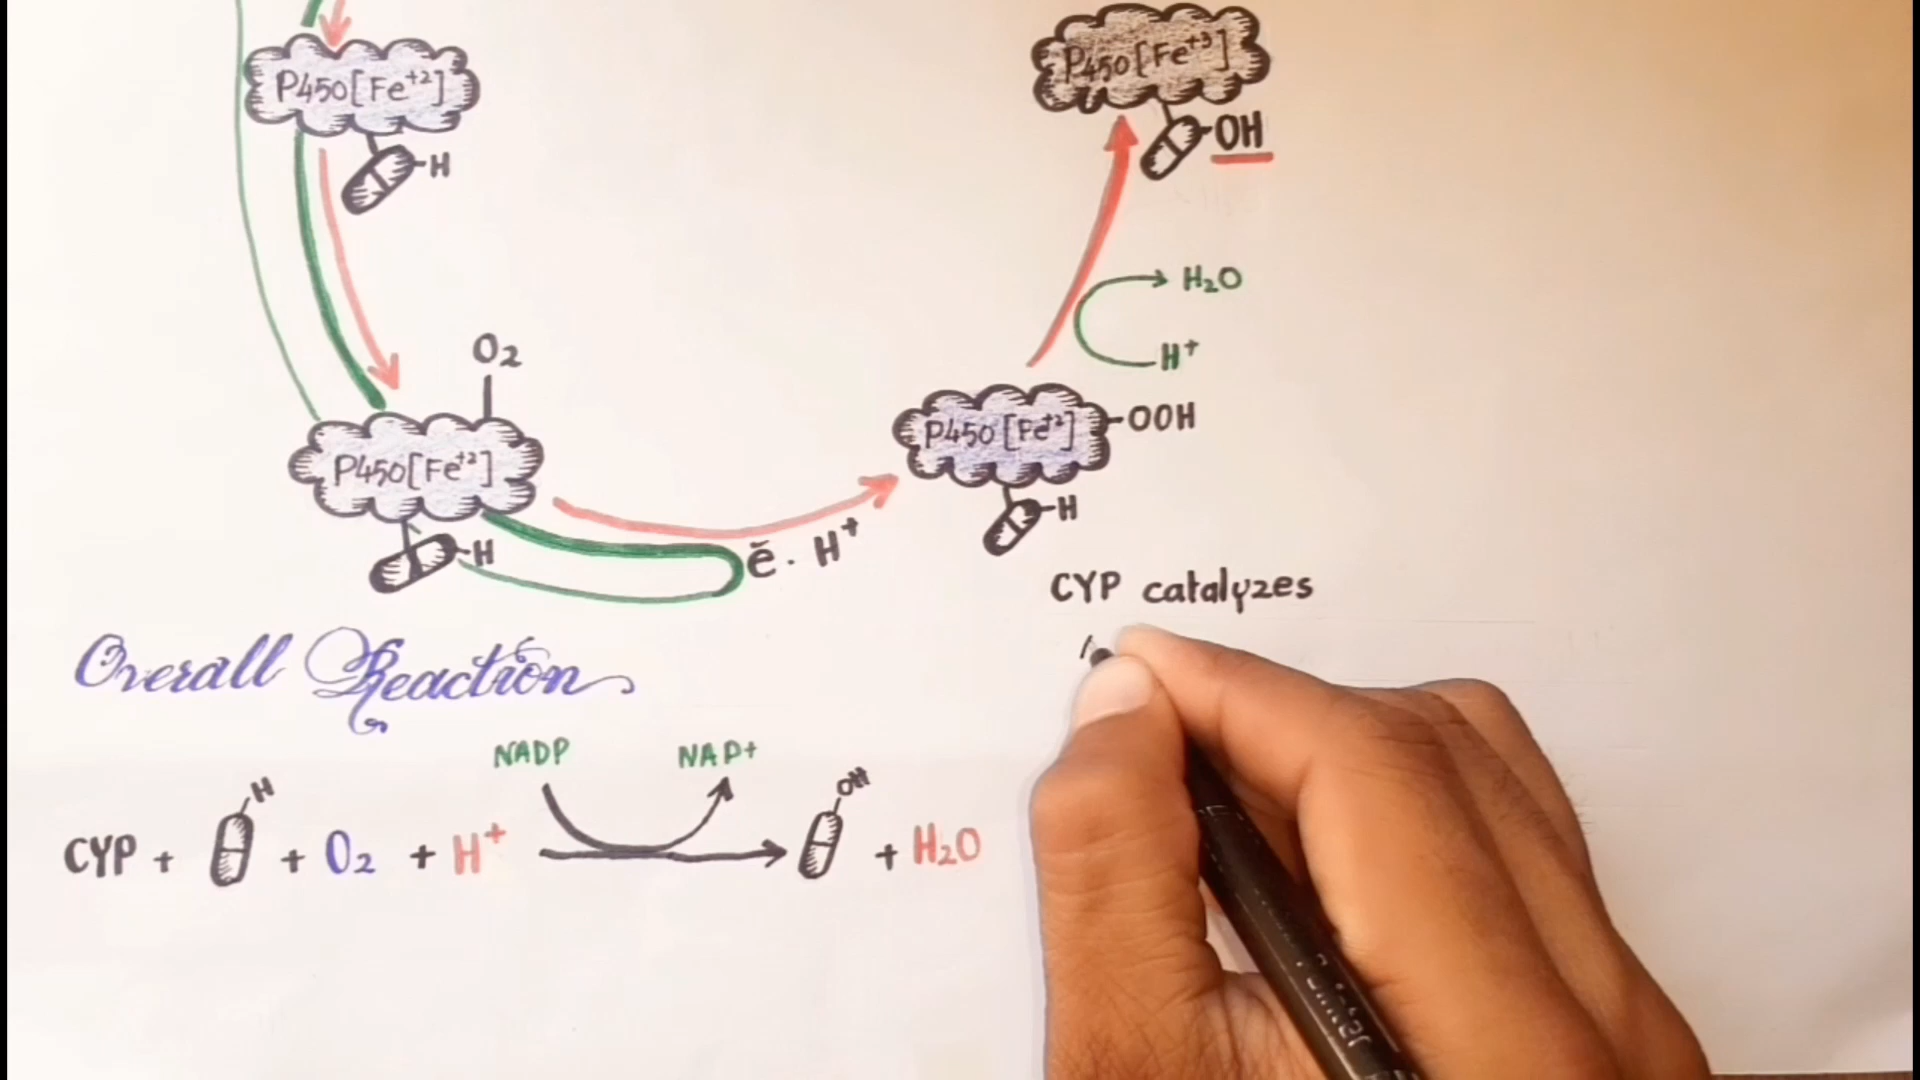 P450[Fe+2]
H
P450[Fe+3]
OH
H2O
H+
O2
P450[Fe+2]
H
ē. H+
P450[Fe+2]
OOH
H
CYP catalyzes
Overall Reaction
NADP
NAP+
CYP + H + O2 + H+
OH + H2O